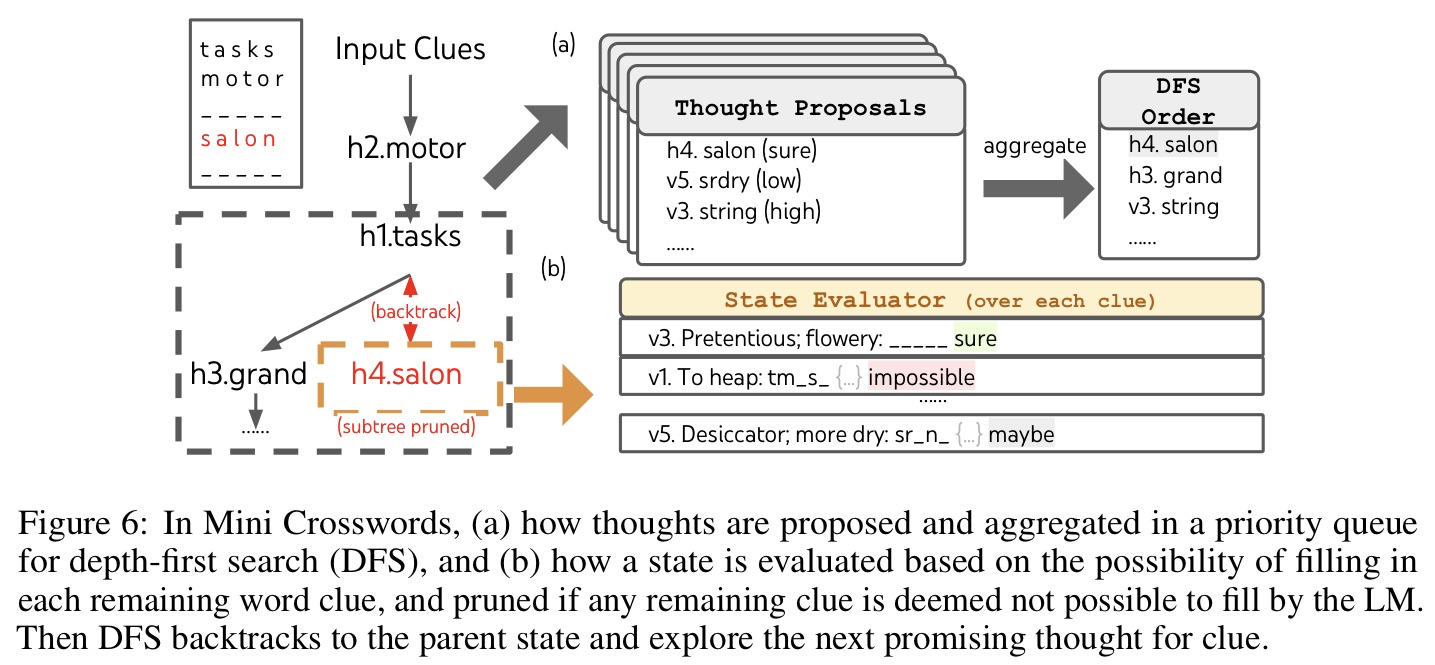 tasks
motor
_ _ _ _ _
salon
_ _ _ _ _
Input Clues
h2.motor
h1.tasks
(backtrack)
h3.grand
h4.salon
......
(subtree pruned)
(a)
Thought Proposals
h4. salon (sure)
v5. srdry (low)
v3. string (high)
......
aggregate
DFS
Order
h4. salon
h3. grand
v3. string
......
(b)
State Evaluator (over each clue)
v3. Pretentious; flowery: _____ sure
v1. To heap: tm_s_ {...} impossible
......
v5. Desiccator; more dry: sr_n_ {...} maybe
Figure 6: In Mini Crosswords, (a) how thoughts are proposed and aggregated in a priority queue
for depth-first search (DFS), and (b) how a state is evaluated based on the possibility of filling in
each remaining word clue, and pruned if any remaining clue is deemed not possible to fill by the LM.
Then DFS backtracks to the parent state and explore the next promising thought for clue.